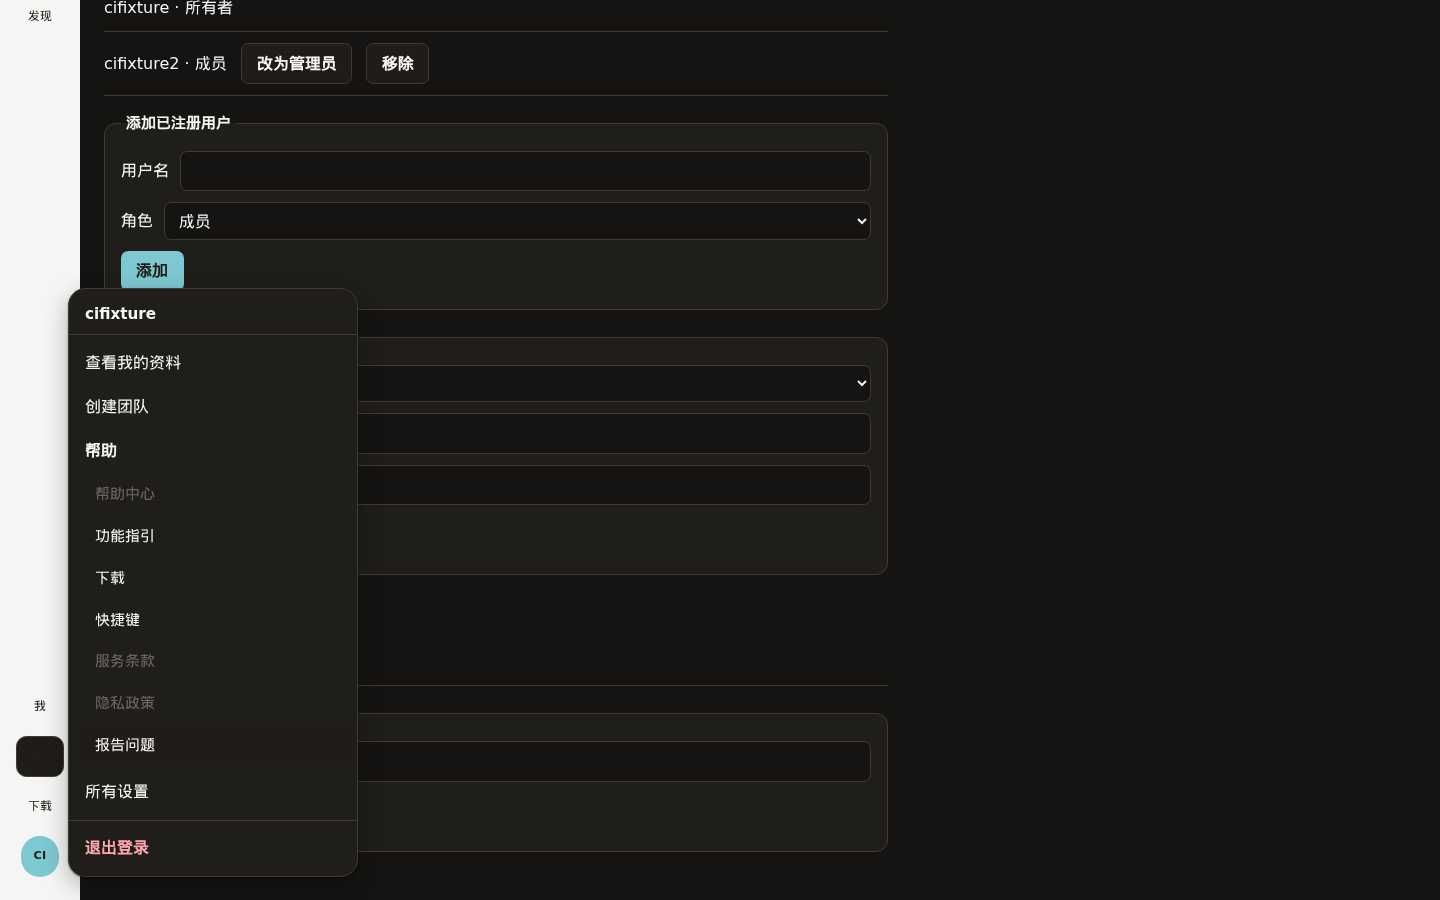 发现
cifixture · 所有者
cifixture2 · 成员 改为管理员 移除
添加已注册用户
用户名
角色 成员
添加
cifixture
查看我的资料
创建团队
帮助
帮助中心
功能指引
下载
快捷键
服务条款
隐私政策
报告问题
所有设置
退出登录
我
下载
CI